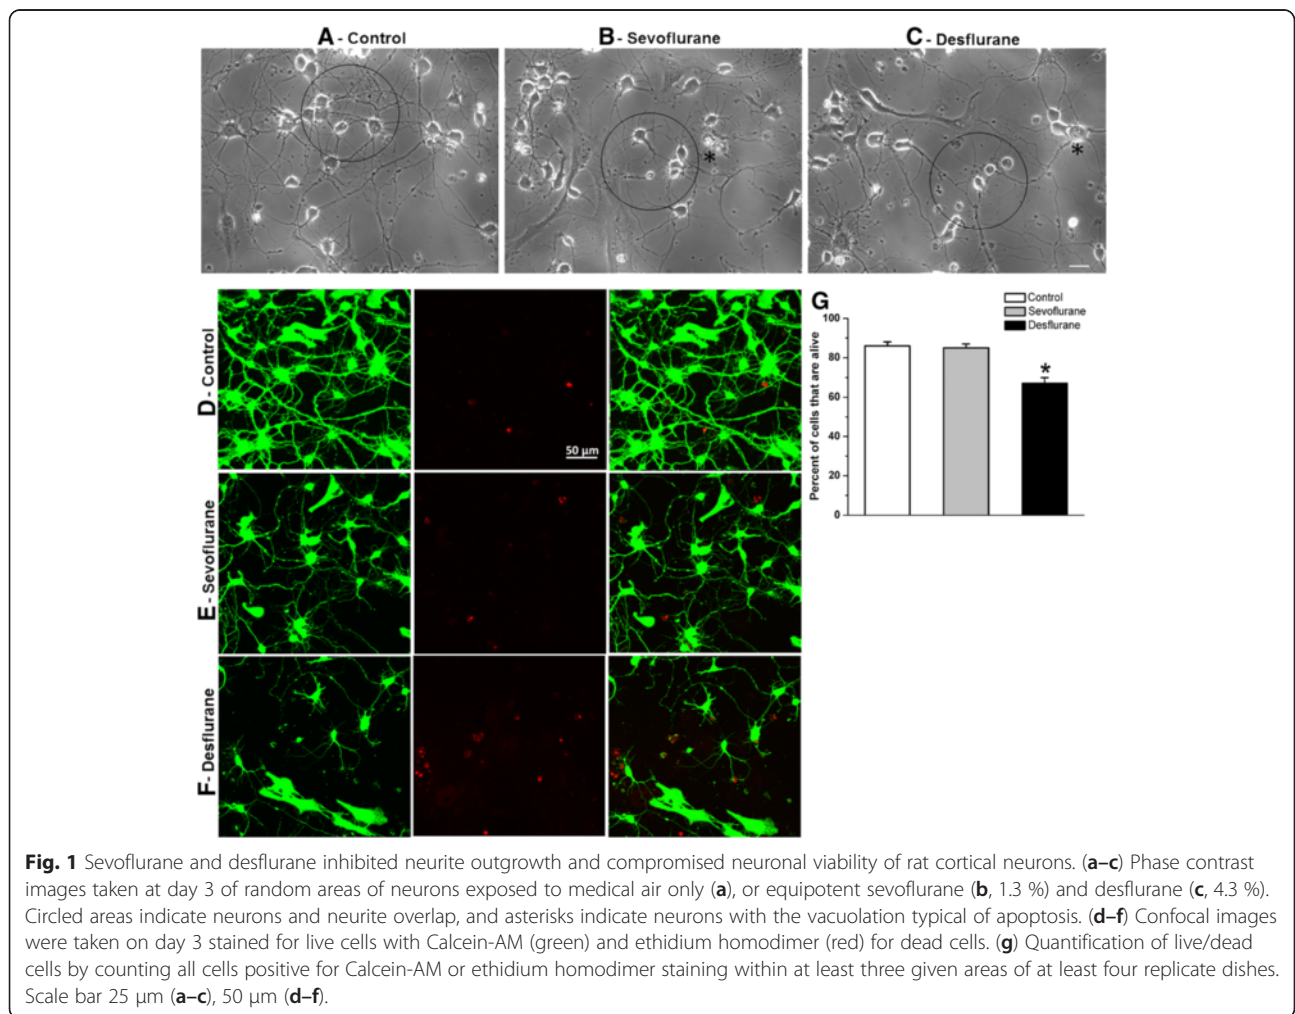 A - Control
B - Sevoflurane
C - Desflurane
*
*
D - Control
50 µm
E - Sevoflurane
F - Desflurane
G
Control
Sevoflurane
Desflurane
Percent of cells that are alive
100
80
60
40
20
0
*
Fig. 1 Sevoflurane and desflurane inhibited neurite outgrowth and compromised neuronal viability of rat cortical neurons. (a–c) Phase contrast
images taken at day 3 of random areas of neurons exposed to medical air only (a), or equipotent sevoflurane (b, 1.3 %) and desflurane (c, 4.3 %).
Circled areas indicate neurons and neurite overlap, and asterisks indicate neurons with the vacuolation typical of apoptosis. (d–f) Confocal images
were taken on day 3 stained for live cells with Calcein-AM (green) and ethidium homodimer (red) for dead cells. (g) Quantification of live/dead
cells by counting all cells positive for Calcein-AM or ethidium homodimer staining within at least three given areas of at least four replicate dishes.
Scale bar 25 µm (a–c), 50 µm (d–f).